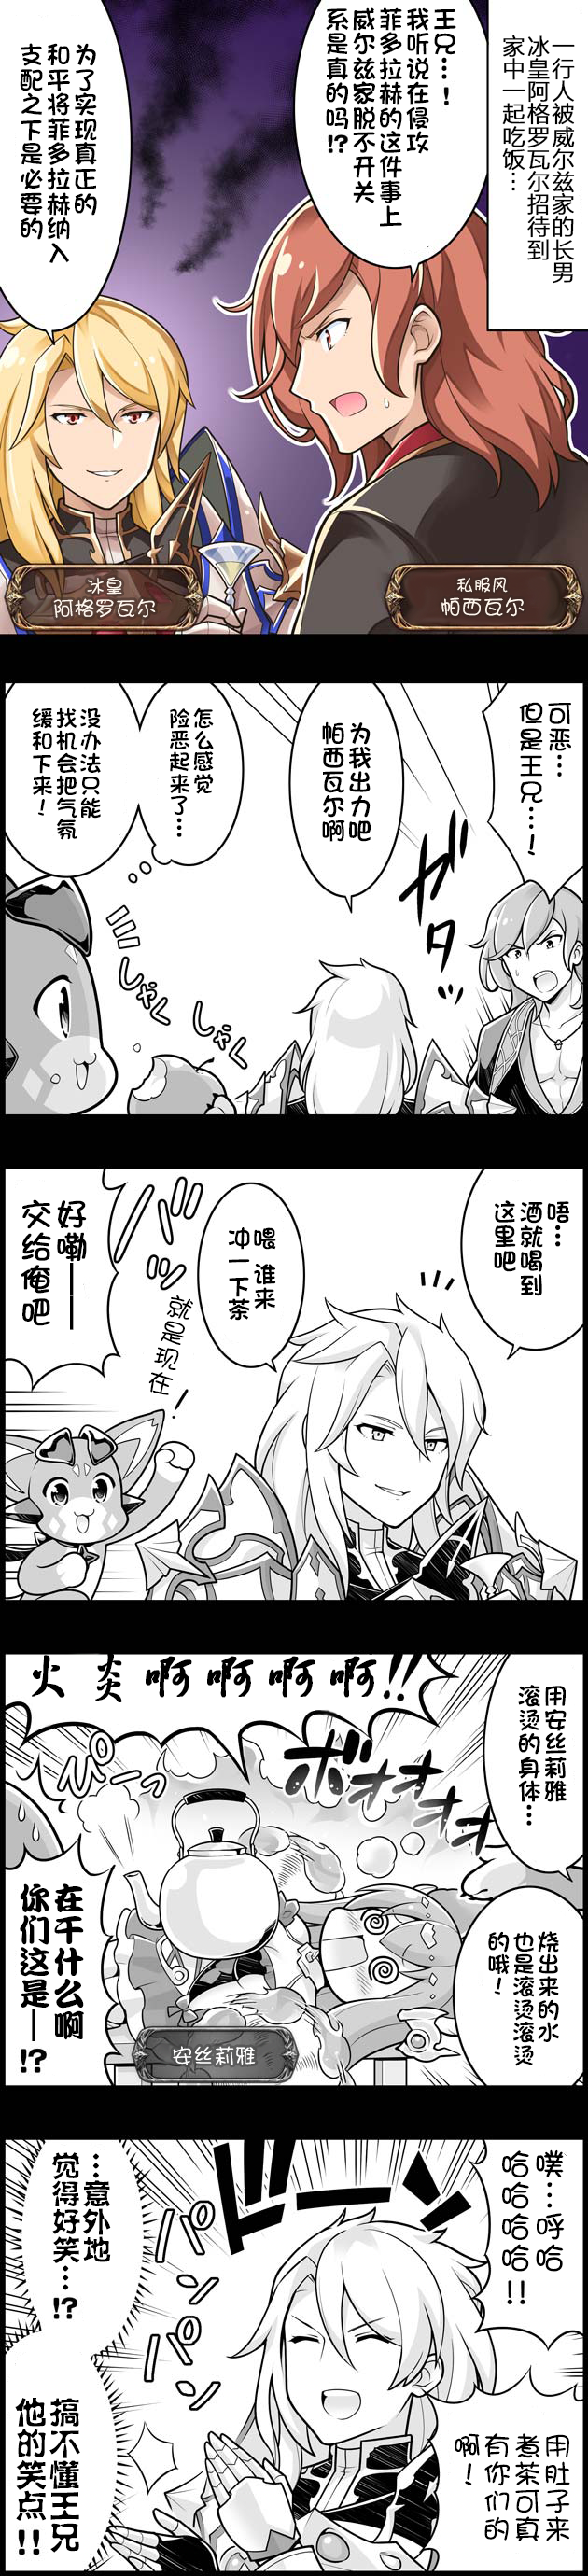 一行人被威尔兹家的长男
冰皇阿格罗瓦尔招待到
家中一起吃饭…
王兄…！
我听说在侵攻
菲多拉赫的这件事上
威尔兹家脱不开关
系是真的吗!?
为了实现真正的
和平将菲多拉赫纳入
支配之下是必要的
私服风
帕西瓦尔
冰皇
阿格罗瓦尔
可恶…
但是王兄…！
ガタッ
为我出力吧
帕西瓦尔啊
怎么感觉
险恶起来了…
没办法只能
找机会把气氛
缓和下来！
しゃく
しゃく
唔…
酒就喝到
这里吧
喂 谁来
冲一下茶
バッ
就是现在！
好嘞——
交给俺吧
用安丝莉雅
滚烫的身体…
火炎啊啊啊啊!!
ボオオオオ
ぴーっ
烧出来的水
也是滚烫滚烫
的哦！
在干什么啊
你们这是—!?
安丝莉雅
噗…呼哈
哈哈哈哈!!
ドーン
パン
パン
…意外地
觉得好笑…!?
用肚子来
煮茶可真
有你们的
啊！
搞不懂王兄
他的笑点!!